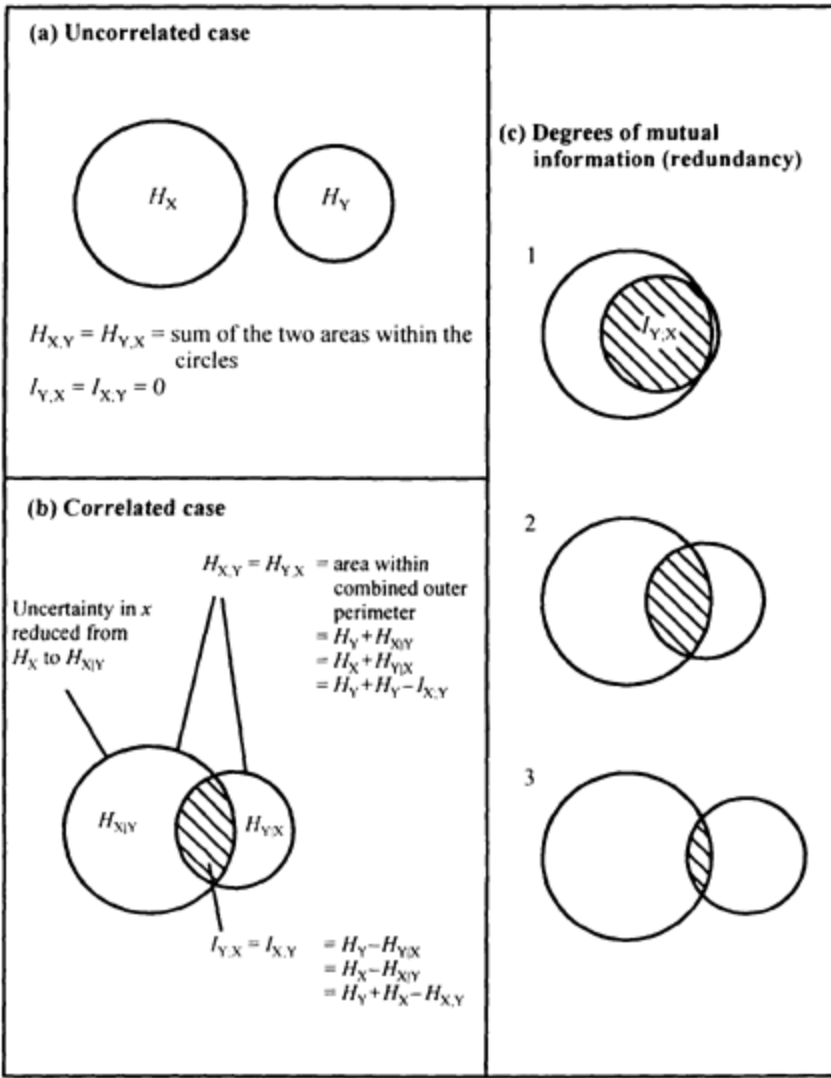 (a) Uncorrelated case
H_X
H_Y
H_X,Y = H_Y,X = sum of the two areas within the
circles
I_Y,X = I_X,Y = 0
(b) Correlated case
H_X,Y = H_Y,X = area within
combined outer
perimeter
= H_Y + H_X|Y
= H_X + H_Y|X
= H_Y + H_Y – I_X,Y
Uncertainty in x
reduced from
H_X to H_X|Y
H_X|Y
H_Y|X
I_Y,X = I_X,Y = H_Y – H_Y|X
= H_X – H_X|Y
= H_Y + H_X – H_X,Y
(c) Degrees of mutual
information (redundancy)
1
I_Y,X
2
3